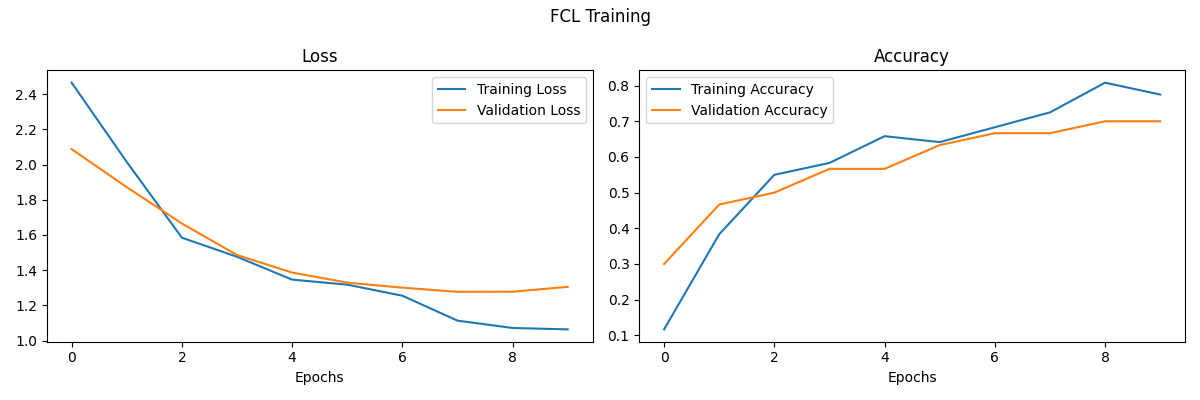 FCL Training
Loss
Training Loss
Validation Loss
2.4
2.2
2.0
1.8
1.6
1.4
1.2
1.0
0 2 4 6 8
Epochs
Accuracy
Training Accuracy
Validation Accuracy
0.8
0.7
0.6
0.5
0.4
0.3
0.2
0.1
0 2 4 6 8
Epochs